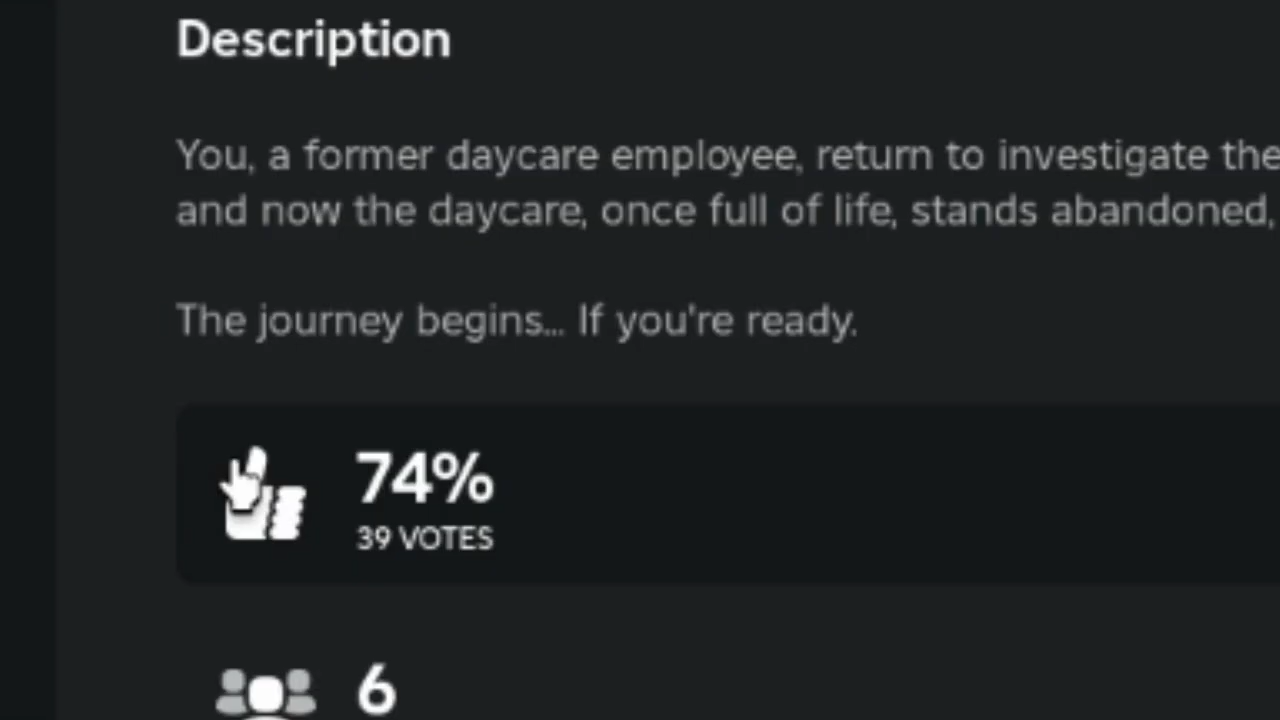 Description
You, a former daycare employee, return to investigate the
and now the daycare, once full of life, stands abandoned,
The journey begins... If you're ready.
74%
39 VOTES
6